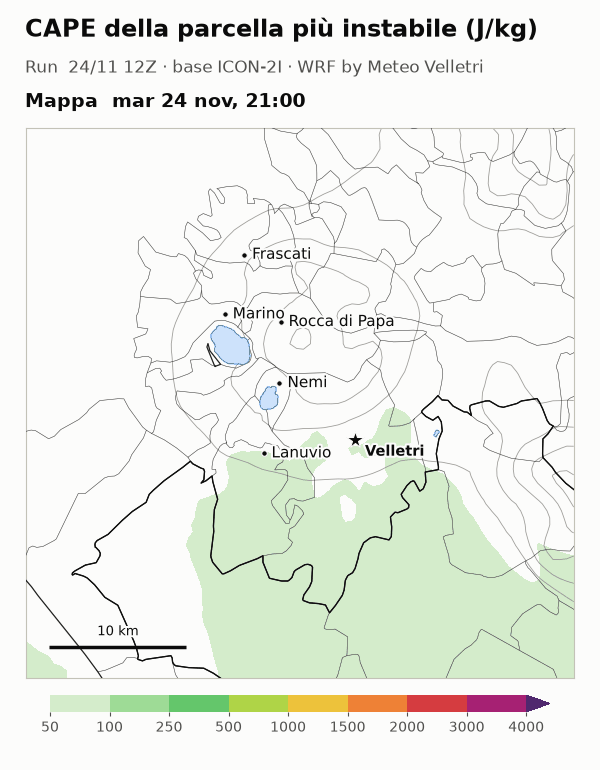 CAPE della parcella più instabile (J/kg)
Run  24/11 12Z · base ICON-2I · WRF by Meteo Velletri
Mappa  mar 24 nov, 21:00
Frascati
Marino
Rocca di Papa
Nemi
Velletri
Lanuvio
10 km
50 100 250 500 1000 1500 2000 3000 4000